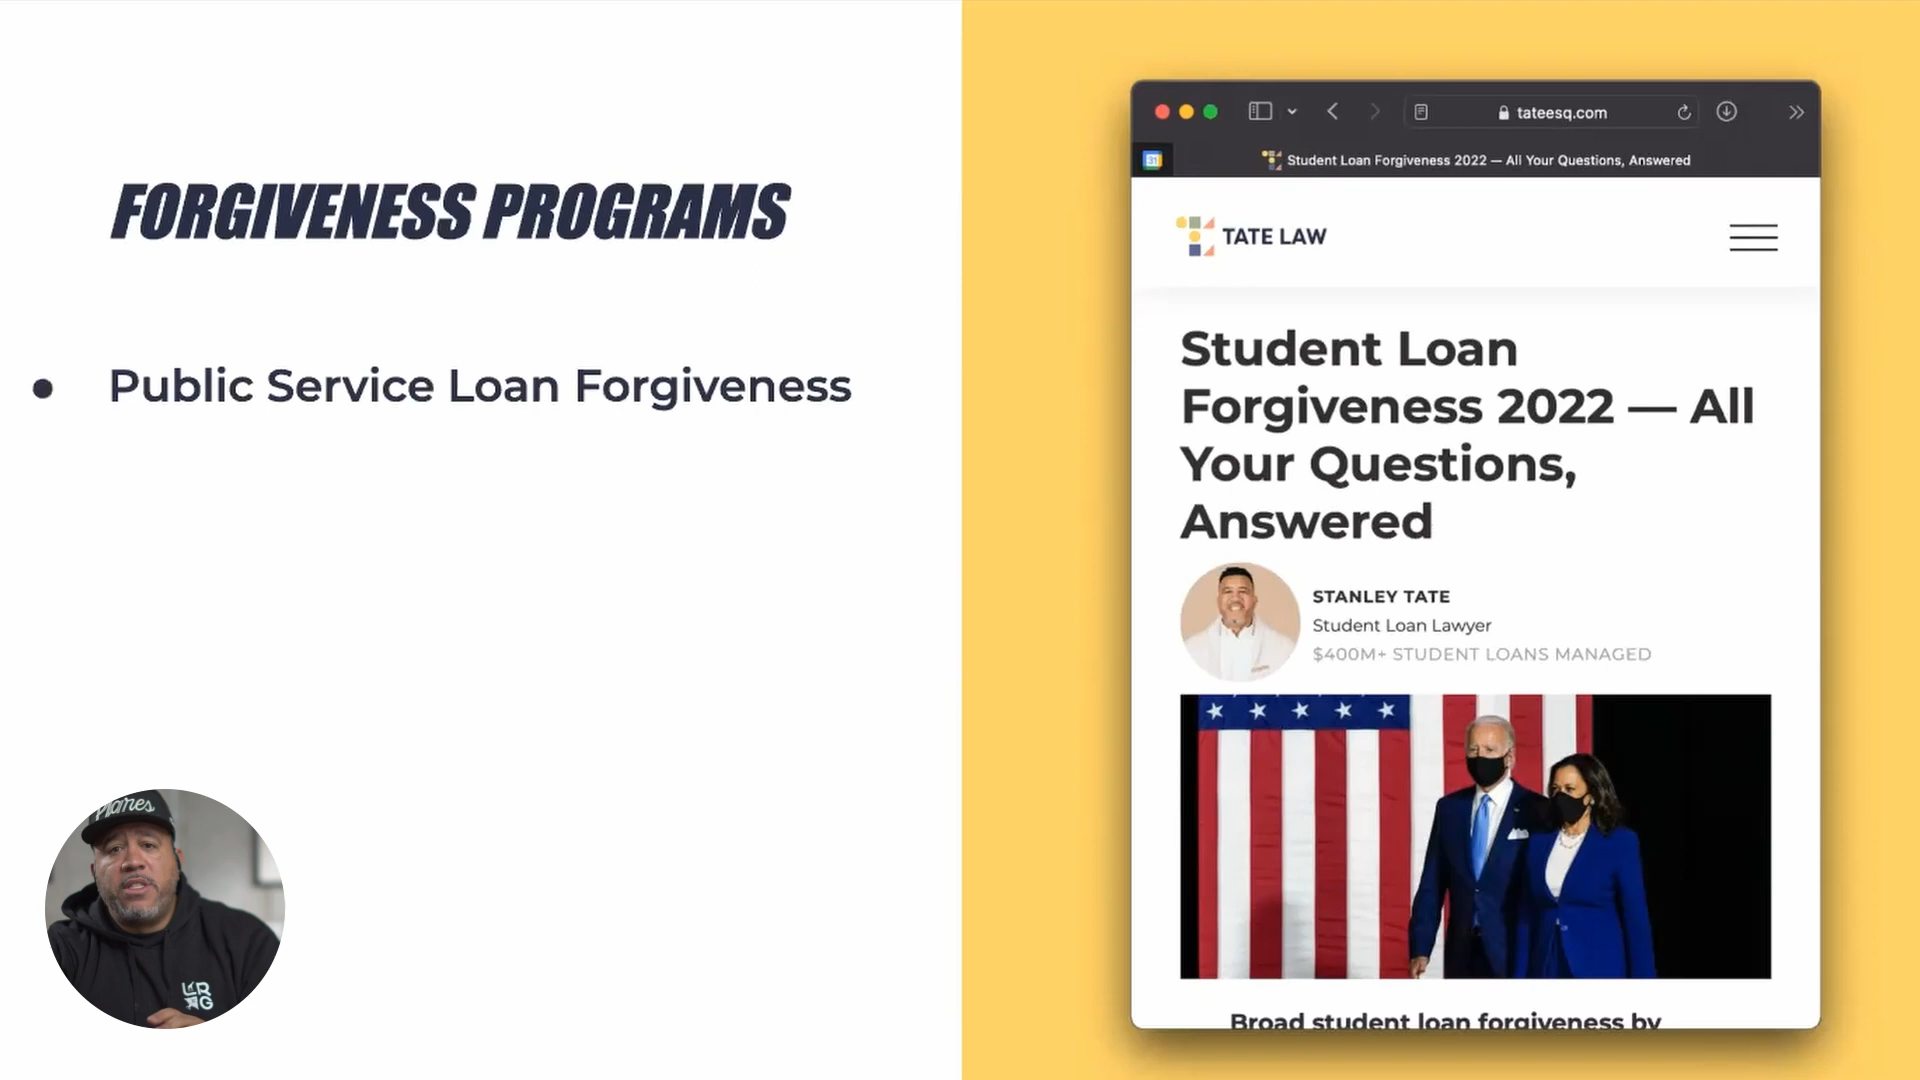 FORGIVENESS PROGRAMS
● Public Service Loan Forgiveness
tateesq.com
31
Student Loan Forgiveness 2022 — All Your Questions, Answered
TATE LAW
Student Loan
Forgiveness 2022 — All
Your Questions,
Answered
STANLEY TATE
Student Loan Lawyer
$400M+ STUDENT LOANS MANAGED
Broad student loan forgiveness by